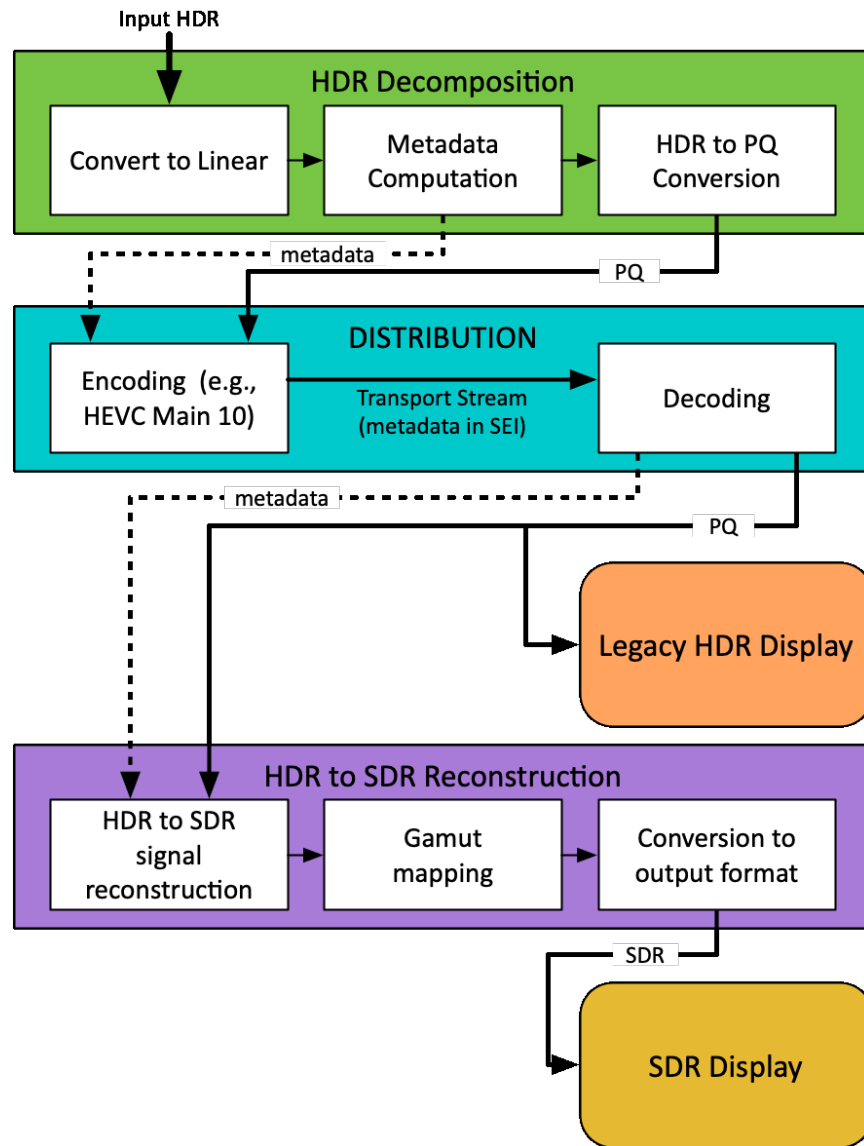 Input HDR
HDR Decomposition
Convert to Linear
Metadata
Computation
HDR to PQ
Conversion
metadata
PQ
DISTRIBUTION
Encoding (e.g.,
HEVC Main 10)
Transport Stream
(metadata in SEI)
Decoding
metadata
PQ
Legacy HDR Display
HDR to SDR Reconstruction
HDR to SDR
signal
reconstruction
Gamut
mapping
Conversion to
output format
SDR
SDR Display